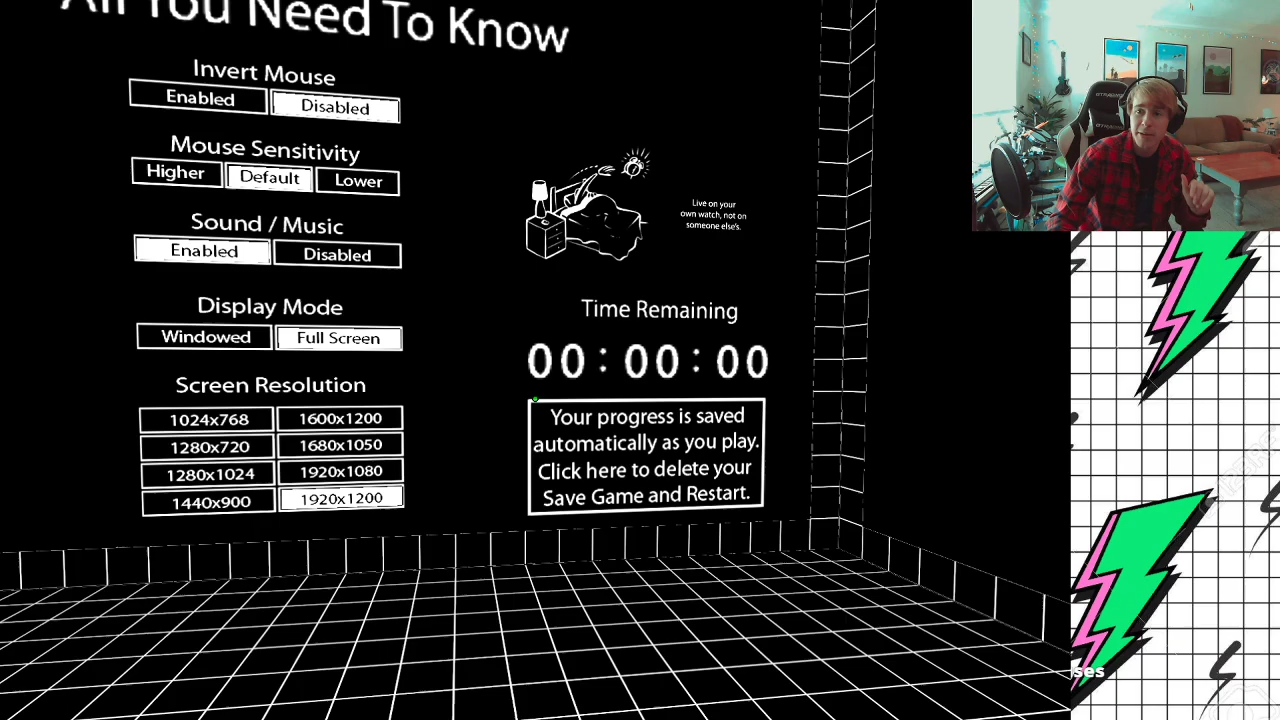 All You Need To Know
Invert Mouse
Enabled Disabled
Mouse Sensitivity
Higher Default Lower
Sound / Music
Enabled Disabled
Display Mode
Windowed Full Screen
Screen Resolution
1024x768 1600x1200
1280x720 1680x1050
1280x1024 1920x1080
1440x900 1920x1200
Live on your
own watch, not on
someone else's.
Time Remaining
00:00:00
Your progress is saved
automatically as you play.
Click here to delete your
Save Game and Restart.
ses